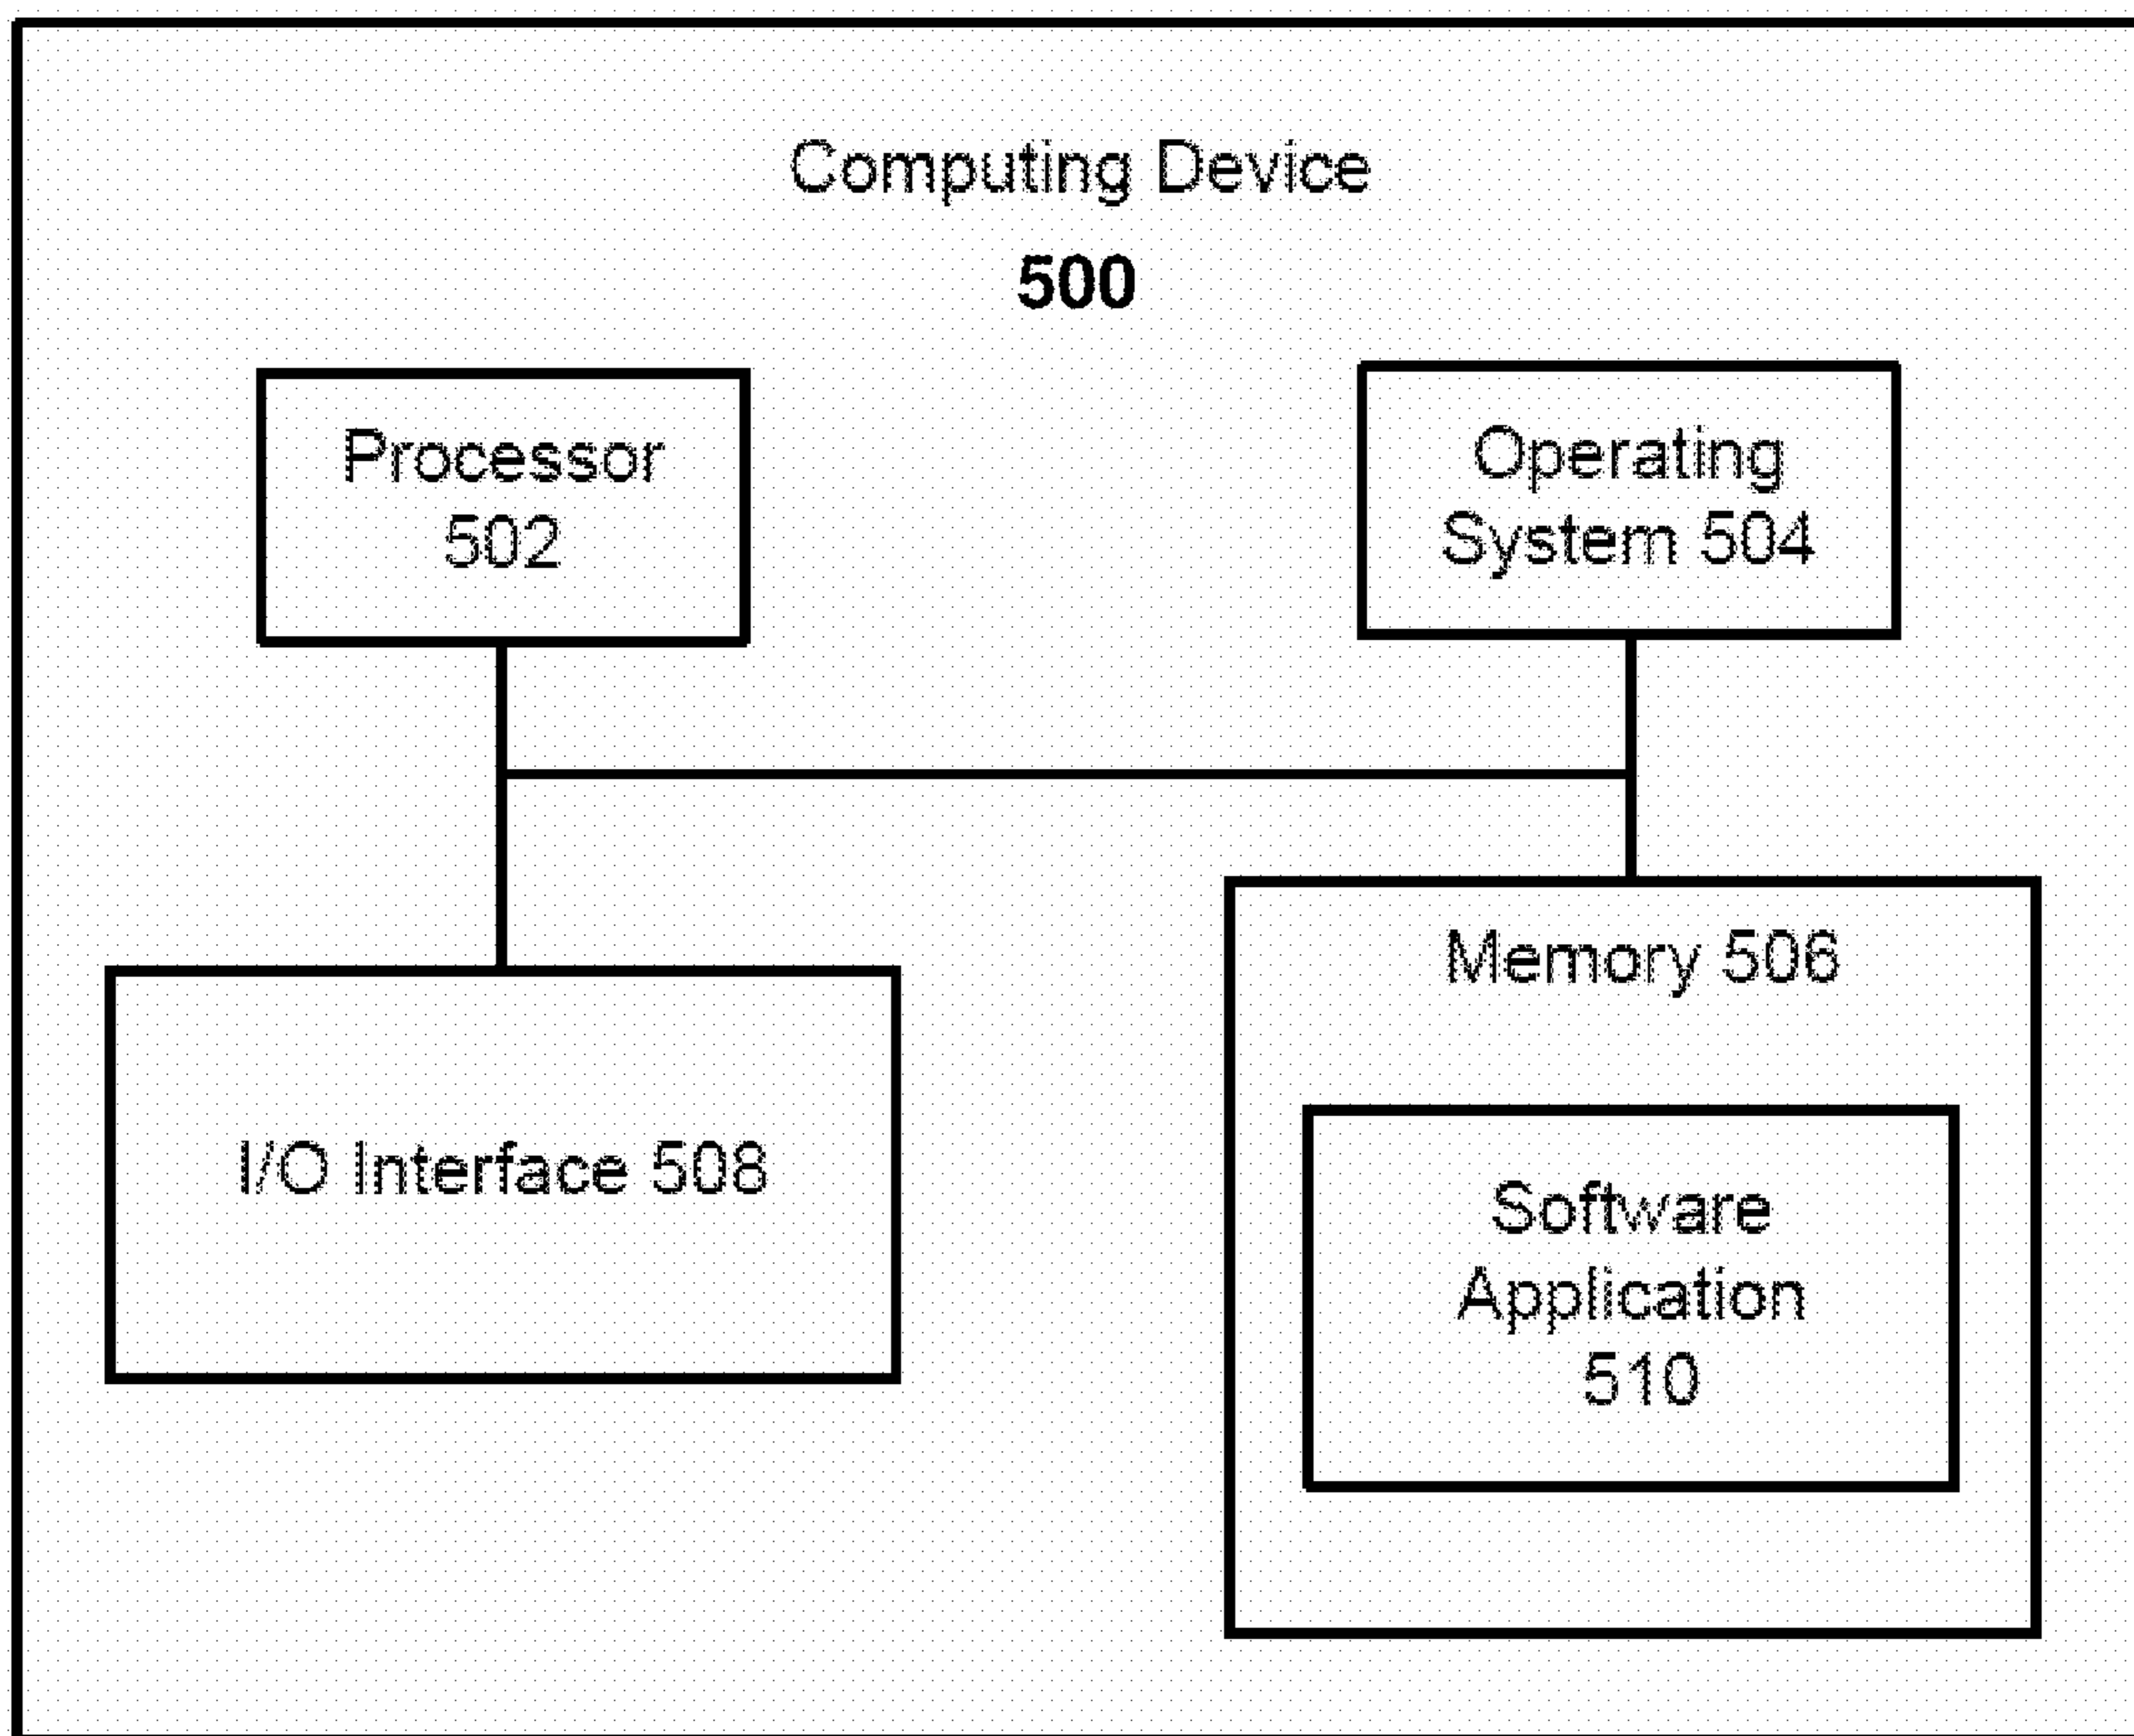 Computing Device
500
Processor
502
Operating
System 504
Memory 506
I/O Interface 508
Software
Application
510